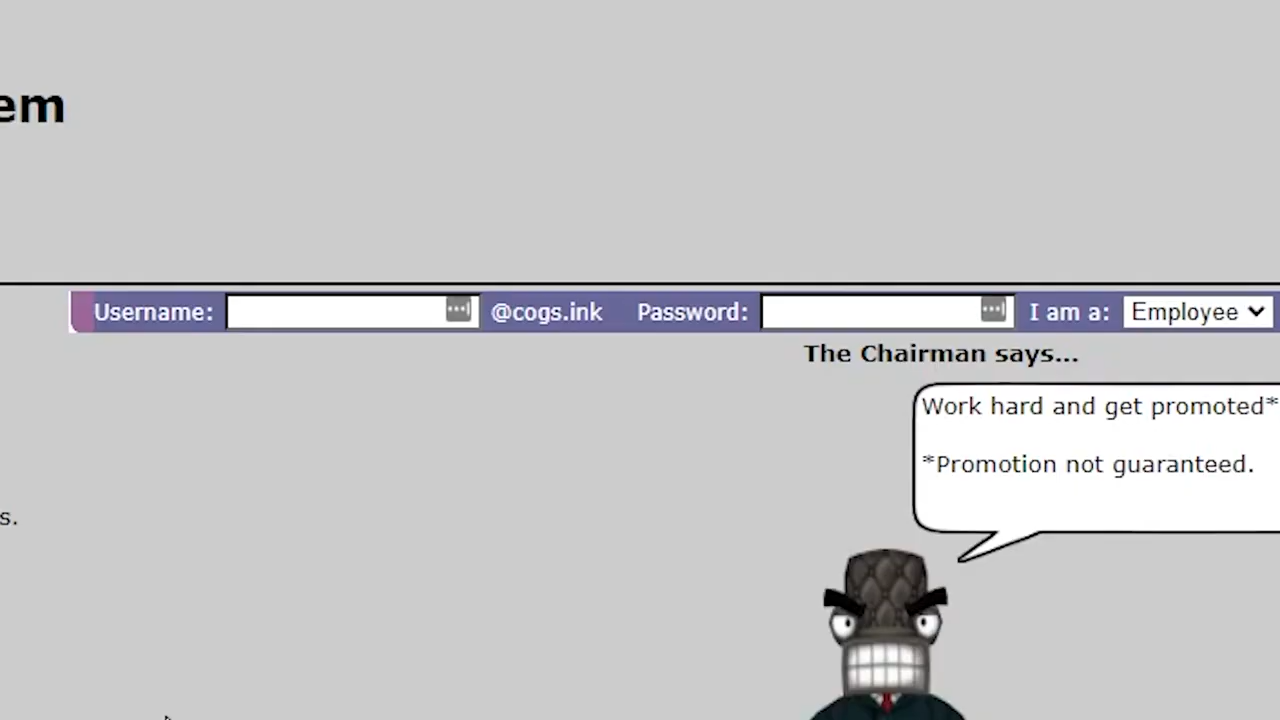 em
Username: @cogs.ink Password: I am a: Employee
The Chairman says...
Work hard and get promoted*
*Promotion not guaranteed.
s.